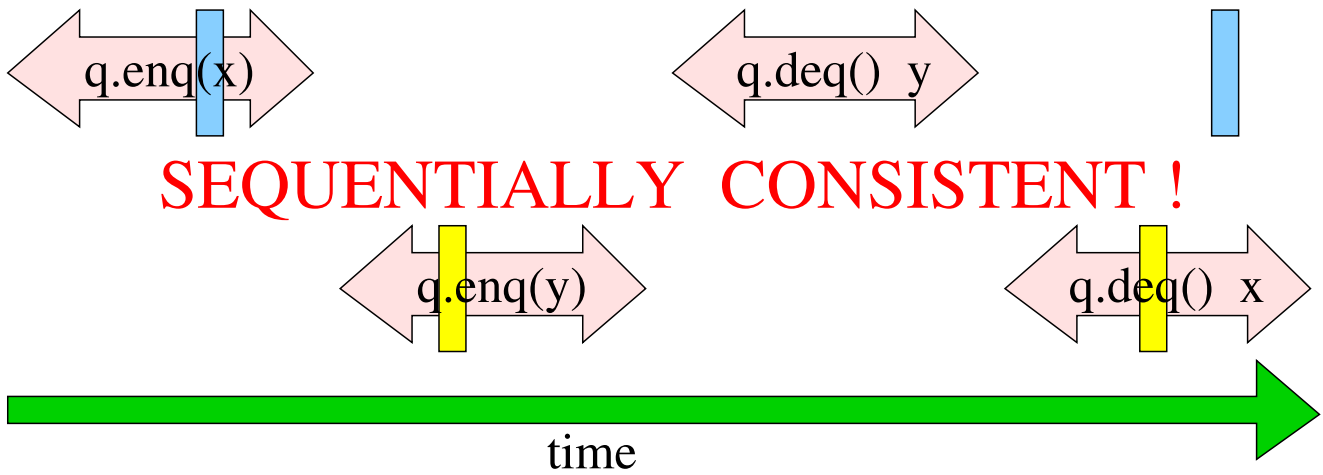 q.enq(x) q.deq() y
SEQUENTIALLY CONSISTENT !
q.enq(y) q.deq() x
time